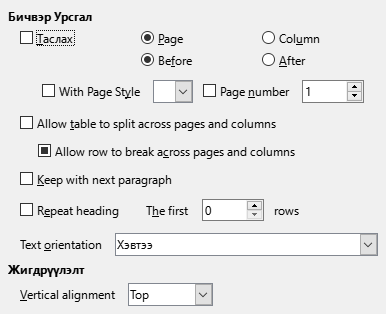 Бичвэр Урсгал
Таслах Page Column
Before After
With Page Style Page number 1
Allow table to split across pages and columns
Allow row to break across pages and columns
Keep with next paragraph
Repeat heading The first 0 rows
Text orientation Хэвтээ
Жигдрүүлэлт
Vertical alignment Top